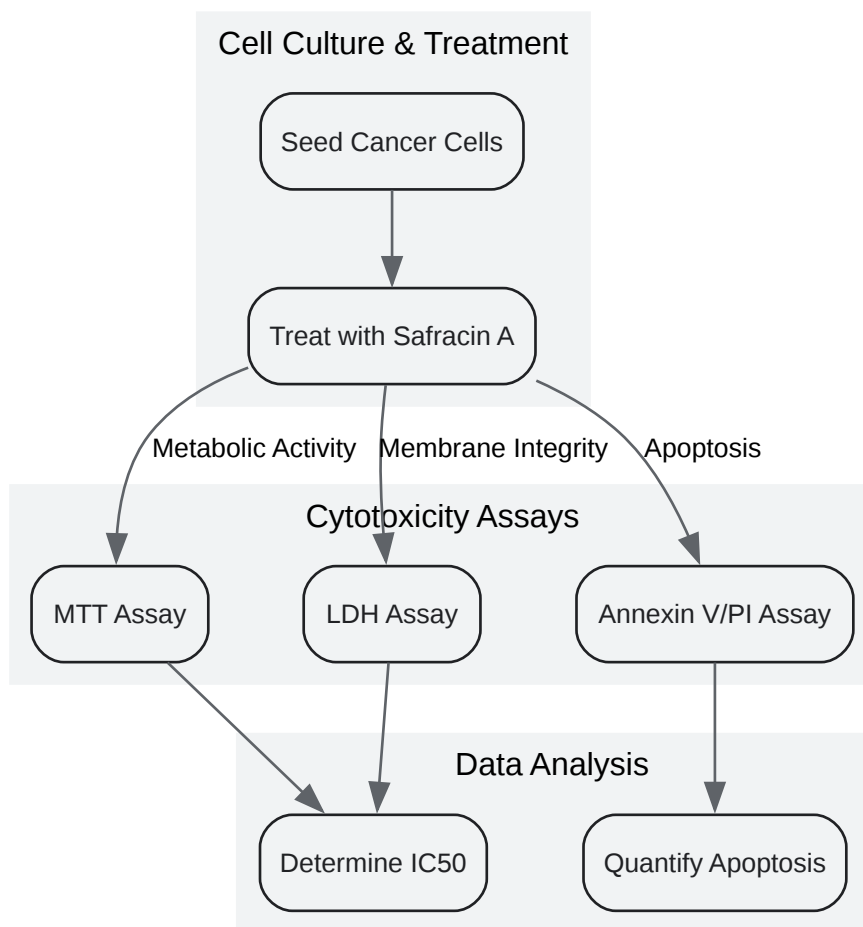 Cell Culture & Treatment
Seed Cancer Cells
Treat with Safracin A
Metabolic Activity
Membrane Integrity
Apoptosis
Cytotoxicity Assays
MTT Assay
LDH Assay
Annexin V/PI Assay
Data Analysis
Determine IC50
Quantify Apoptosis